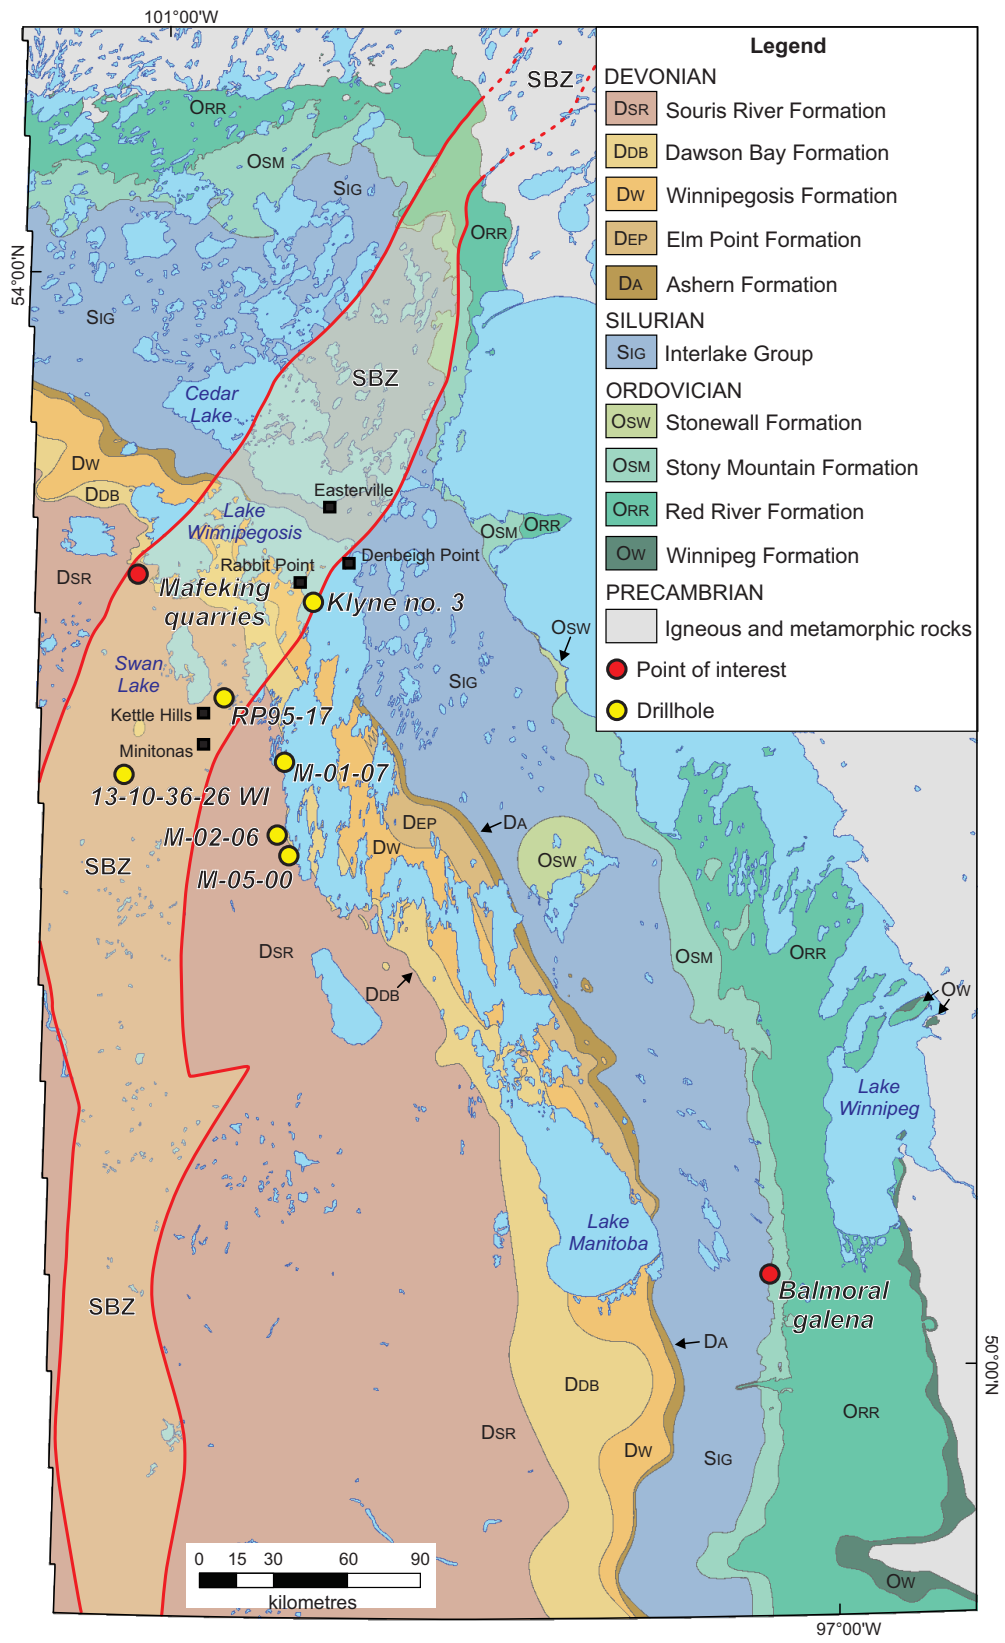 101°00'W
Legend
DEVONIAN
DSR Souris River Formation
DDB Dawson Bay Formation
DW Winnipegosis Formation
DEP Elm Point Formation
DA Ashern Formation
SILURIAN
SIG Interlake Group
ORDOVICIAN
OSW Stonewall Formation
OSM Stony Mountain Formation
ORR Red River Formation
OW Winnipeg Formation
PRECAMBRIAN
Igneous and metamorphic rocks
Point of interest
Drillhole
SBZ
ORR
OSM
SIG
ORR
54°00'N
SIG
SBZ
Cedar
Lake
DW
DDB
Easterville
Lake
Winnipegosis
OSM
ORR
Denbeigh Point
Rabbit Point
DSR
Mafeking
quarries
Klyne no. 3
OSW
Swan
Lake
SIG
Kettle Hills
RP95-17
Minitonas
M-01-07
13-10-36-26 WI
DEP
DA
M-02-06
DW
OSW
SBZ
M-05-00
DSR
OSM
ORR
DDB
OW
Lake
Winnipeg
Lake
Manitoba
SBZ
Balmoral
galena
DA
50°00'N
DDB
ORR
DSR
DW
SIG
0 15 30 60 90
kilometres
OW
97°00'W